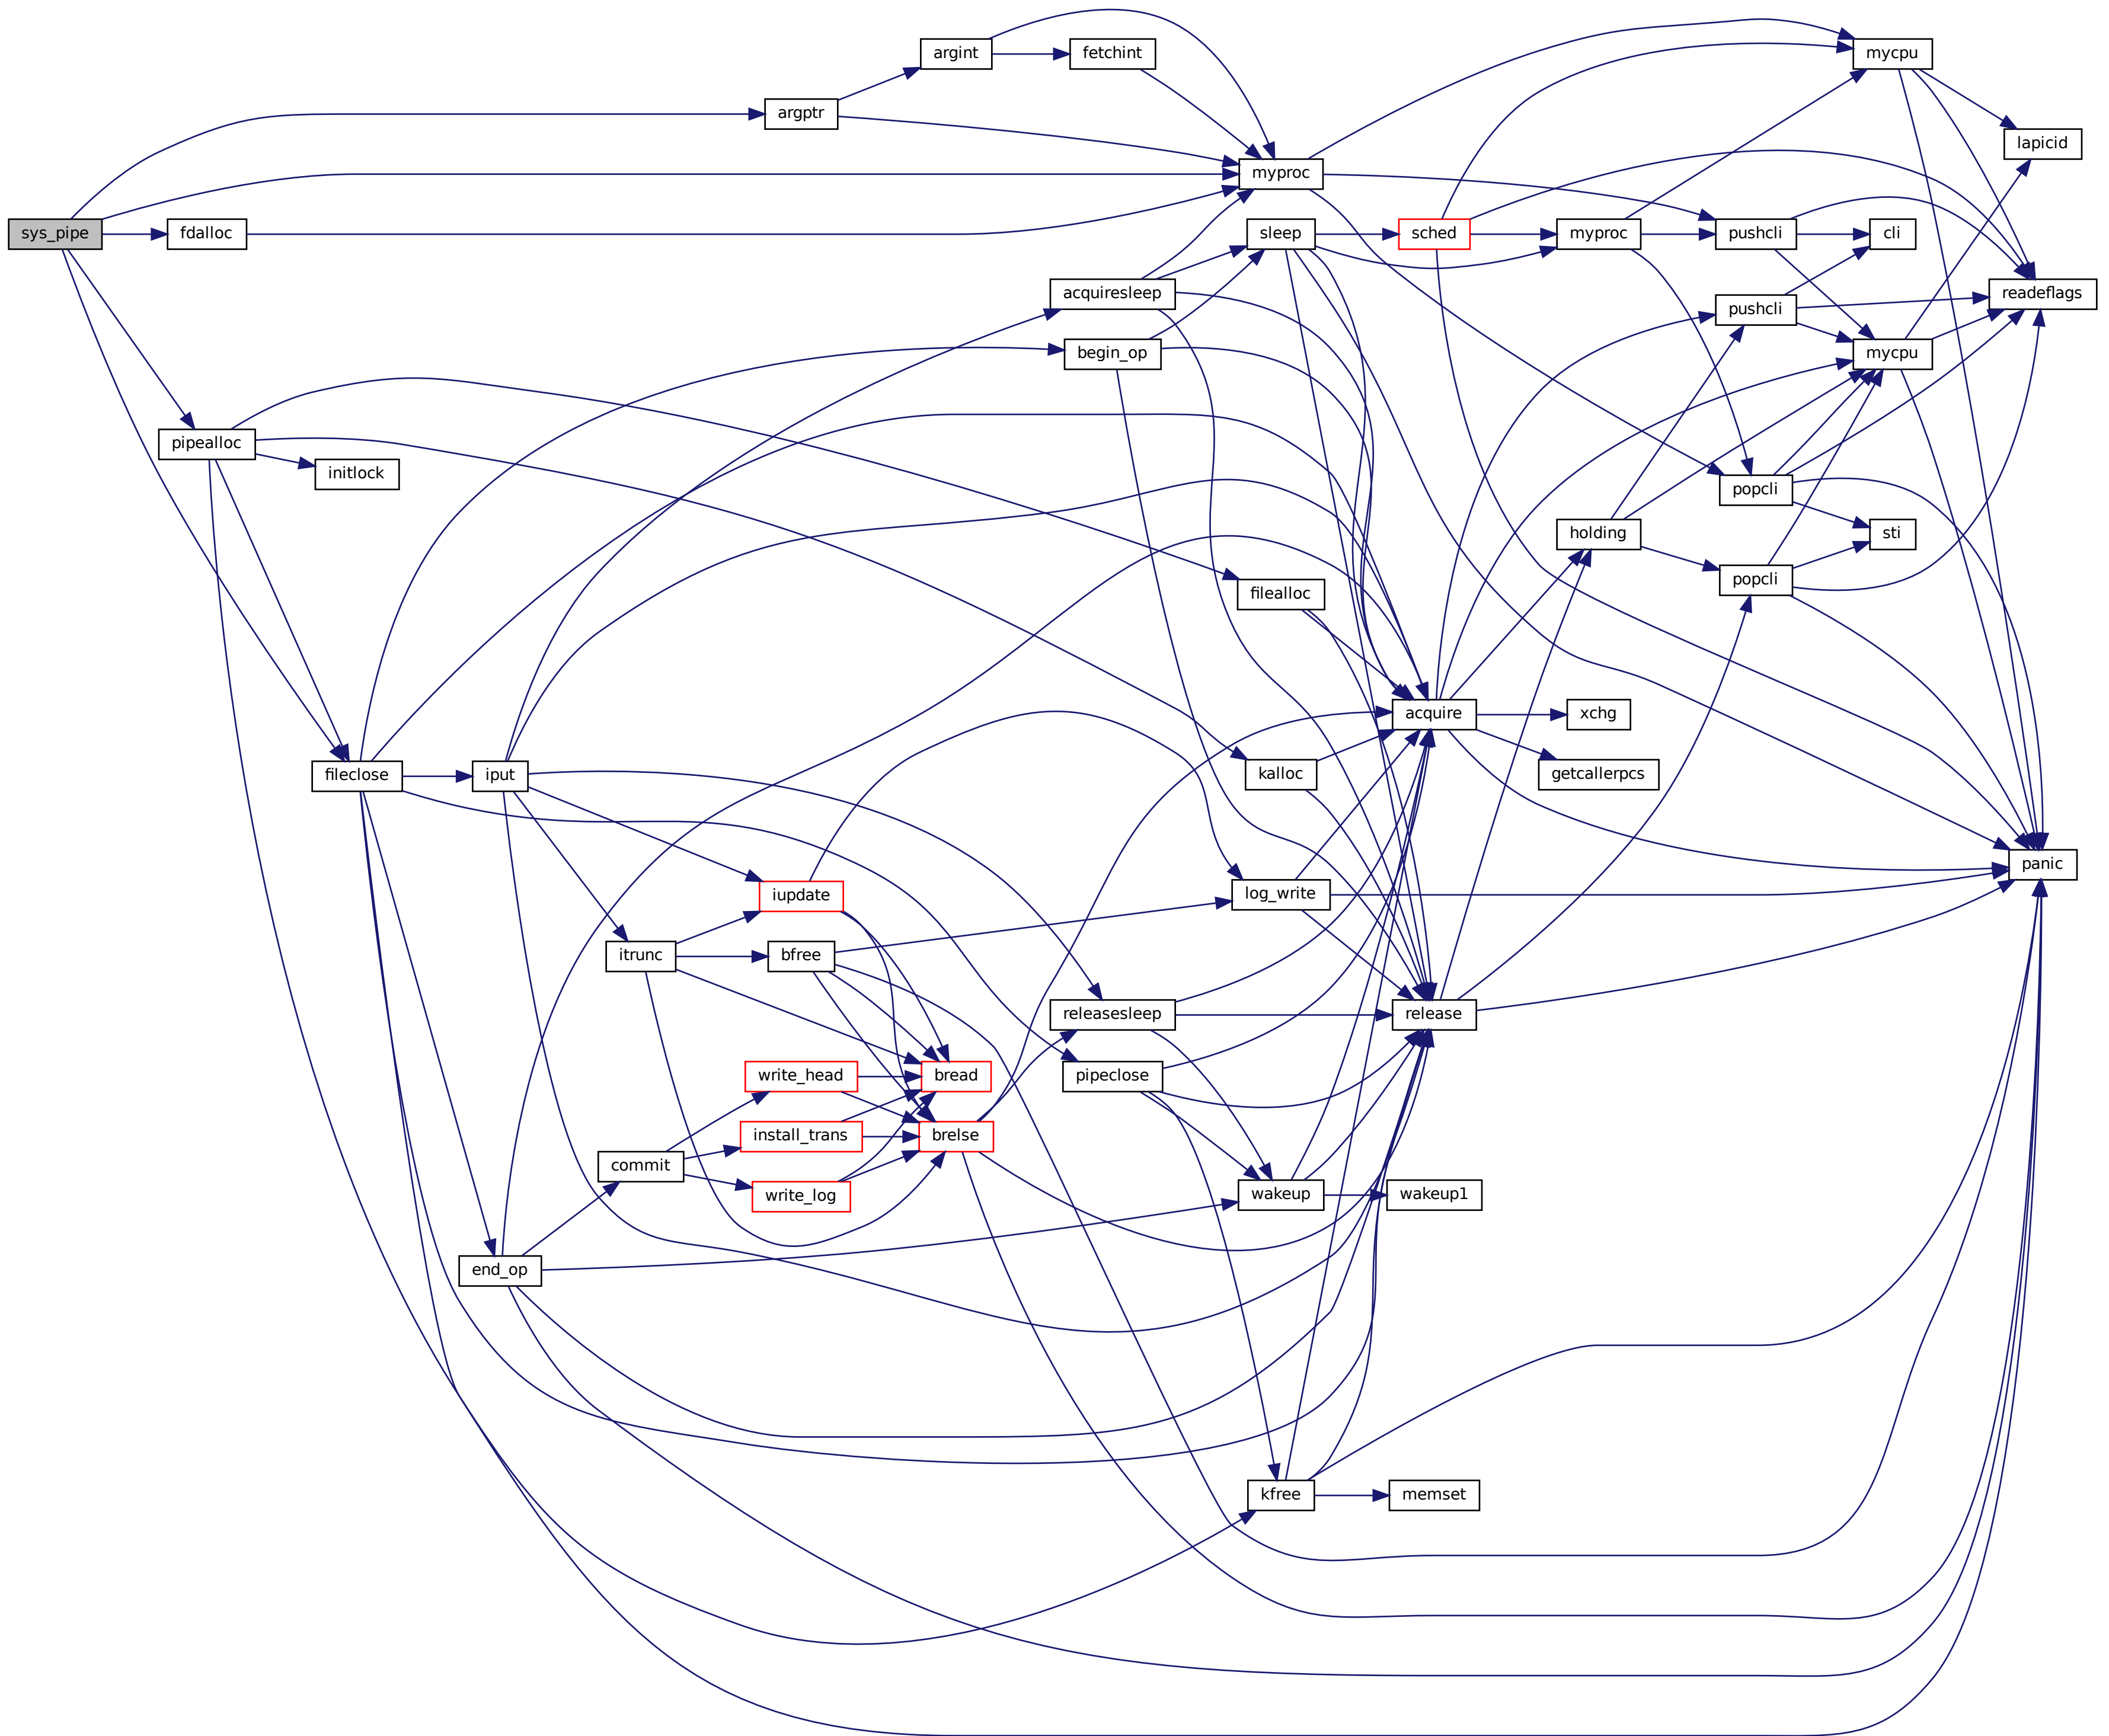 argint
fetchint
mycpu
argptr
lapicid
myproc
sys_pipe
fdalloc
sleep
sched
myproc
pushcli
cli
acquiresleep
pushcli
readeflags
begin_op
mycpu
pipealloc
initlock
popcli
holding
sti
popcli
filealloc
acquire
xchg
fileclose
iput
kalloc
getcallerpcs
iupdate
log_write
panic
itrunc
bfree
releasesleep
release
write_head
bread
pipeclose
install_trans
brelse
commit
write_log
wakeup
wakeup1
end_op
kfree
memset